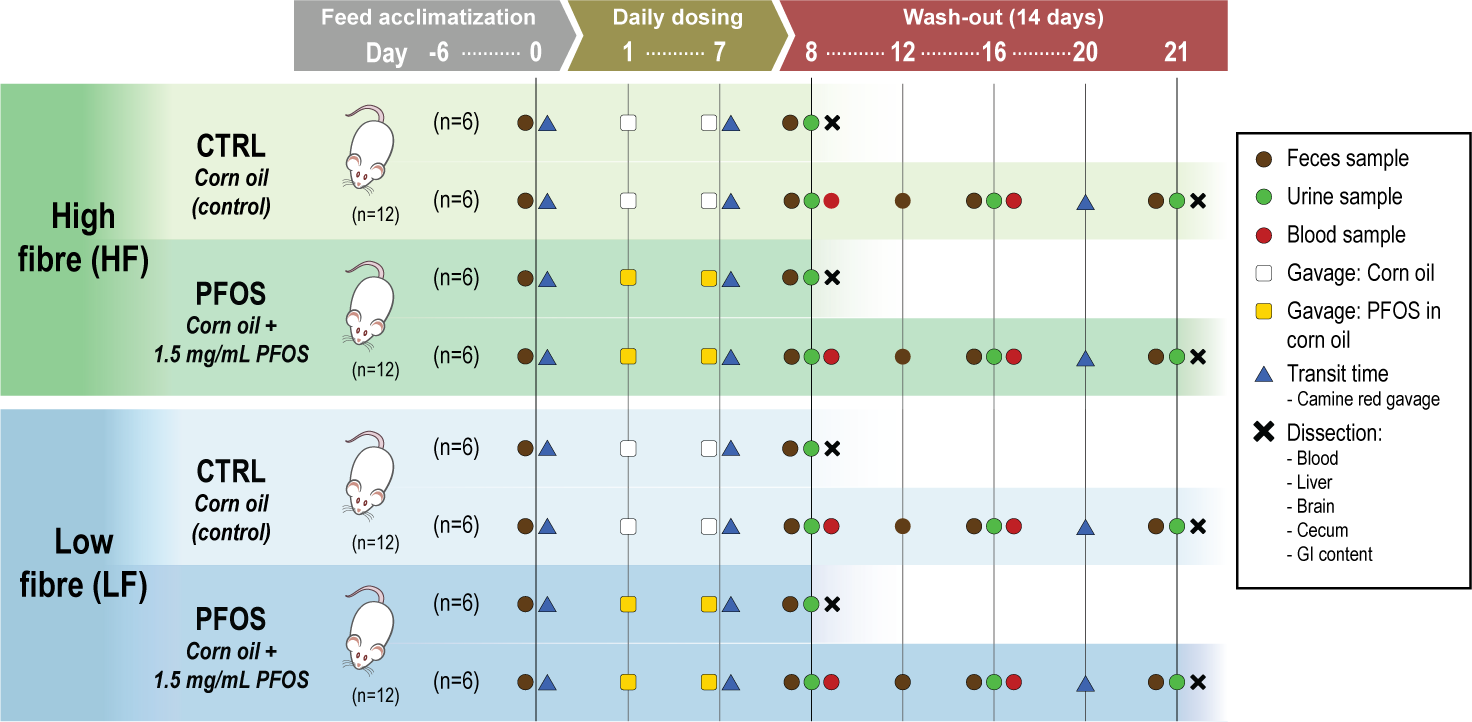 Feed acclimatization
Daily dosing
Wash-out (14 days)
Day -6 ........... 0
1 ........... 7
8 ........... 12 ........... 16 ........... 20
21
High
fibre (HF)
CTRL
Corn oil
(control)
(n=12)
(n=6)
(n=6)
PFOS
Corn oil +
1.5 mg/mL PFOS
(n=12)
(n=6)
(n=6)
Low
fibre (LF)
CTRL
Corn oil
(control)
(n=12)
(n=6)
(n=6)
PFOS
Corn oil +
1.5 mg/mL PFOS
(n=12)
(n=6)
(n=6)
Feces sample
Urine sample
Blood sample
Gavage: Corn oil
Gavage: PFOS in
corn oil
Transit time
- Camine red gavage
Dissection:
- Blood
- Liver
- Brain
- Cecum
- GI content